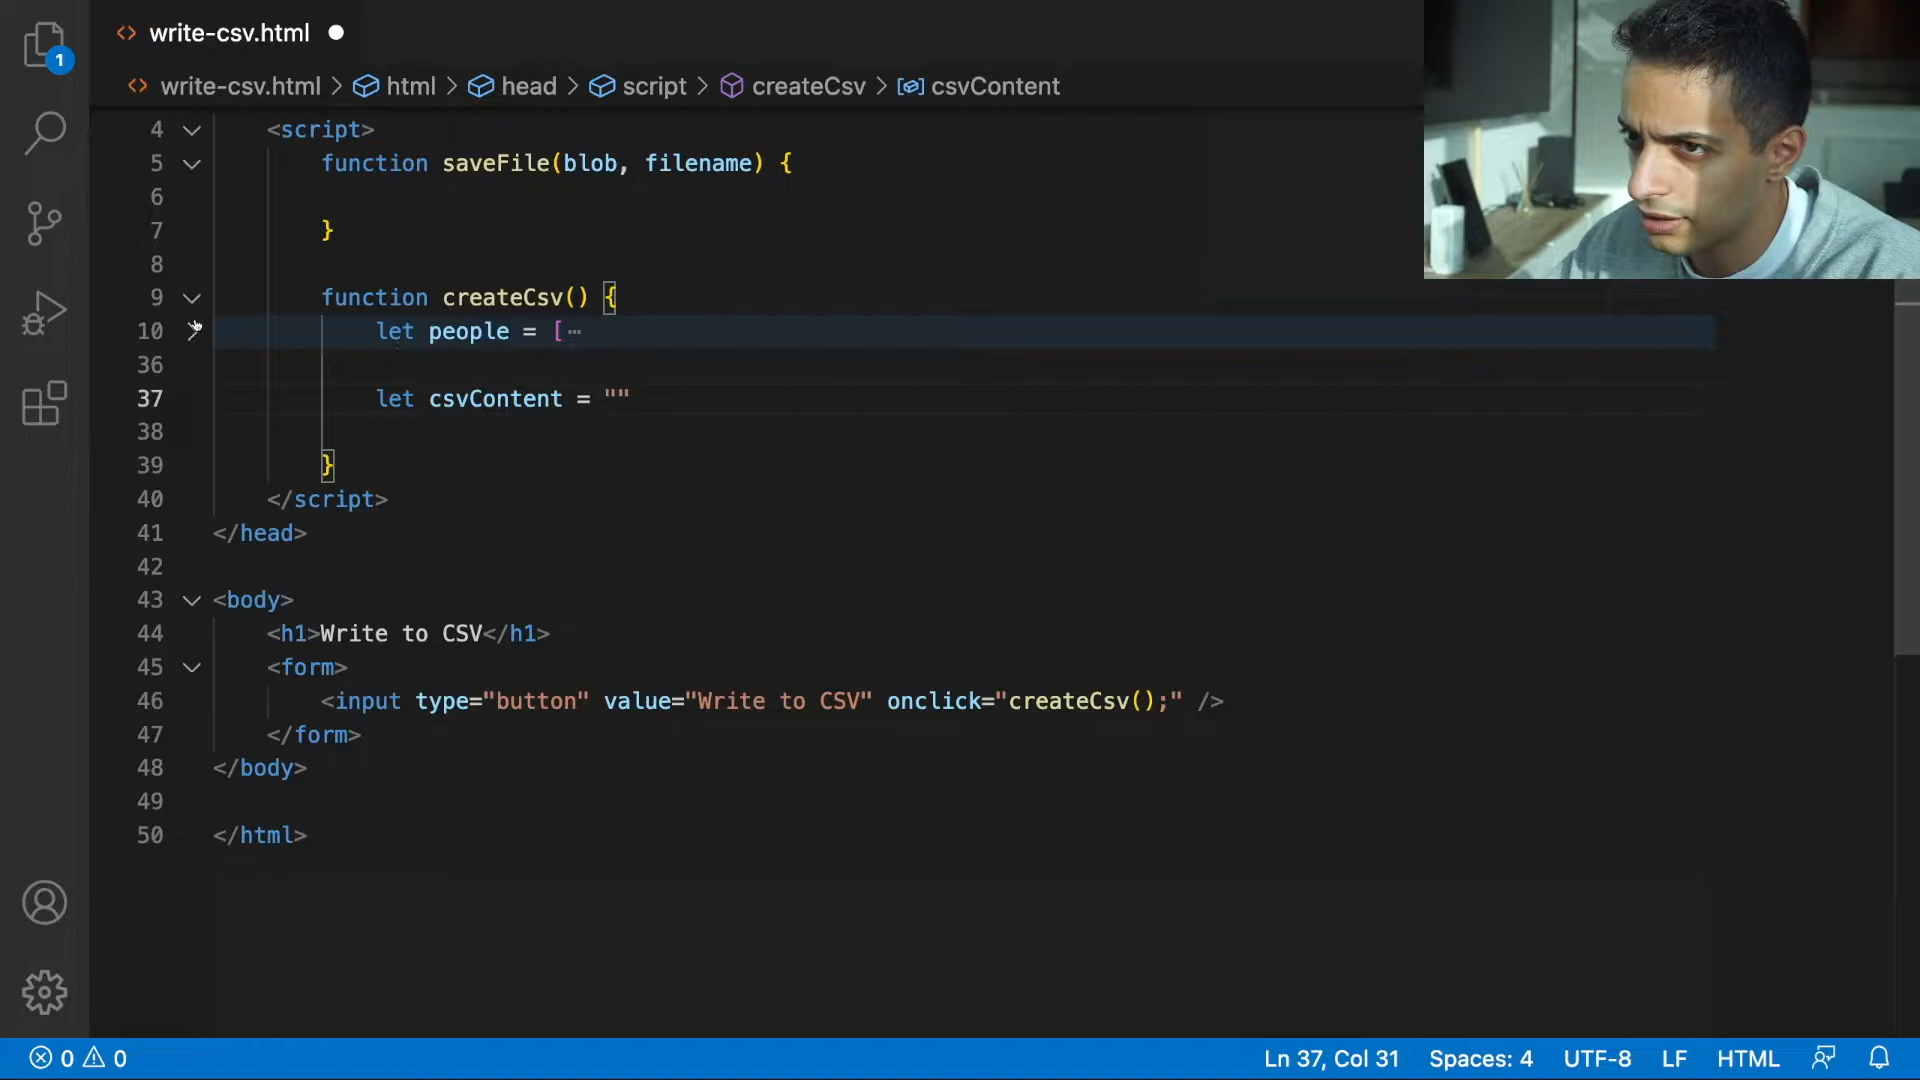 1
write-csv.html
write-csv.html > html > head > script > createCsv > csvContent
4 <script>
5 function saveFile(blob, filename) {
6
7 }
8
9 function createCsv() {
10 let people = [⋯
36
37 let csvContent = ""
38
39 }
40 </script>
41 </head>
42
43 <body>
44 <h1>Write to CSV</h1>
45 <form>
46 <input type="button" value="Write to CSV" onclick="createCsv();" />
47 </form>
48 </body>
49
50 </html>
0 0 Ln 37, Col 31 Spaces: 4 UTF-8 LF HTML